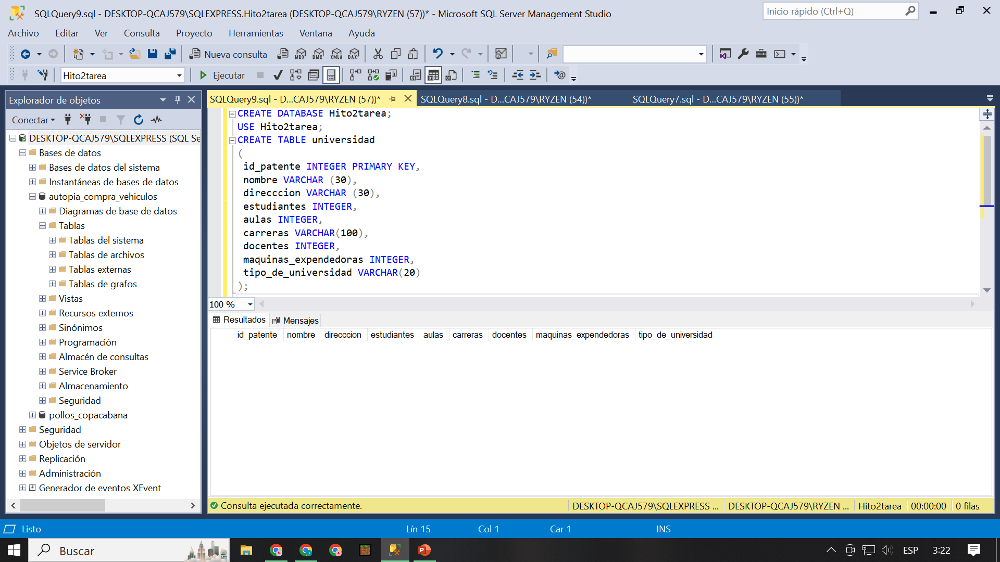 SQLQuery9.sql - DESKTOP-QCAJ579\SQLEXPRESS.Hito2tarea (DESKTOP-QCAJ579\RYZEN (57))* - Microsoft SQL Server Management Studio
Inicio rápido (Ctrl+Q)
Archivo Editar Ver Consulta Proyecto Herramientas Ventana Ayuda
Nueva consulta MDX DMX XMLA DAX
Hito2tarea Ejecutar
Explorador de objetos
Conectar
DESKTOP-QCAJ579\SQLEXPRESS (SQL Se
Bases de datos
Bases de datos del sistema
Instantáneas de bases de datos
autopia_compra_vehiculos
Diagramas de base de datos
Tablas
Tablas del sistema
Tablas de archivos
Tablas externas
Tablas de grafos
Vistas
Recursos externos
Sinónimos
Programación
Almacén de consultas
Service Broker
Almacenamiento
Seguridad
pollos_copacabana
Seguridad
Objetos de servidor
Replicación
Administración
Generador de eventos XEvent
SQLQuery9.sql - D...CAJ579\RYZEN (57))* SQLQuery8.sql - D...CAJ579\RYZEN (54))* SQLQuery7.sql - D...CAJ579\RYZEN (55))*
CREATE DATABASE Hito2tarea;
USE Hito2tarea;
CREATE TABLE universidad
(
id_patente INTEGER PRIMARY KEY,
nombre VARCHAR (30),
direcccion VARCHAR (30),
estudiantes INTEGER,
aulas INTEGER,
carreras VARCHAR(100),
docentes INTEGER,
maquinas_expendedoras INTEGER,
tipo_de_universidad VARCHAR(20)
);
100 %
Resultados Mensajes
id_patente nombre direcccion estudiantes aulas carreras docentes maquinas_expendedoras tipo_de_universidad
Consulta ejecutada correctamente. DESKTOP-QCAJ579\SQLEXPRESS ... DESKTOP-QCAJ579\RYZEN ... Hito2tarea 00:00:00 0 filas
Listo Lín 15 Col 1 Car 1 INS
Buscar ESP 3:22